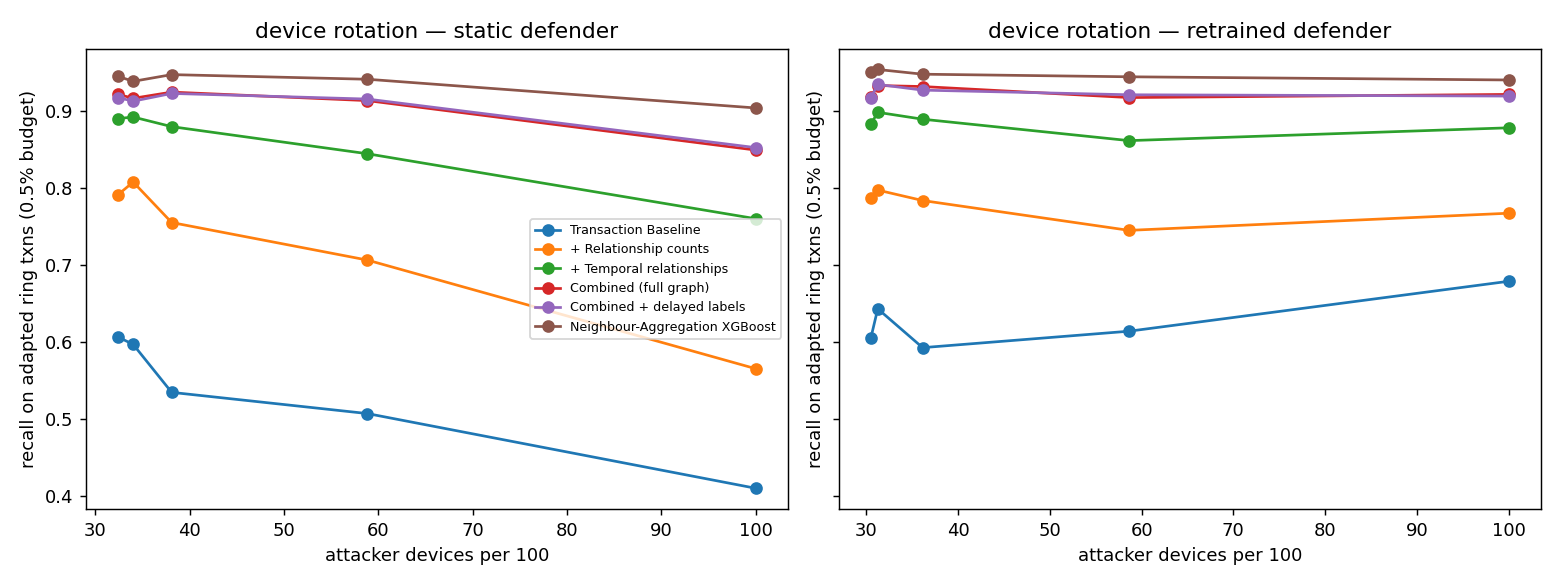 device rotation — static defender
recall on adapted ring txns (0.5% budget)
0.9
0.8
0.7
0.6
0.5
0.4
Transaction Baseline
+ Relationship counts
+ Temporal relationships
Combined (full graph)
Combined + delayed labels
Neighbour-Aggregation XGBoost
30 40 50 60 70 80 90 100
attacker devices per 100
device rotation — retrained defender
recall on adapted ring txns (0.5% budget)
30 40 50 60 70 80 90 100
attacker devices per 100